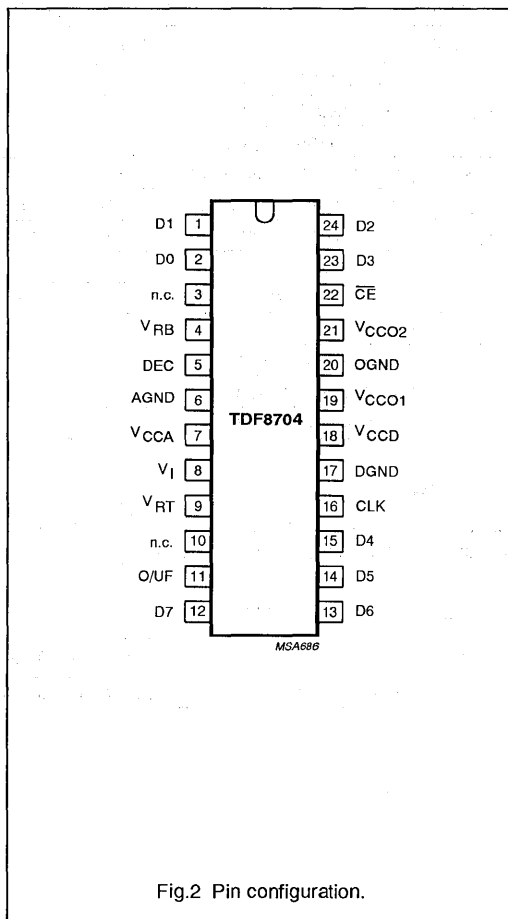 D1 1 24 D2
D0 2 23 D3
n.c. 3 22 C̅E̅
VRB 4 21 VCCO2
DEC 5 20 OGND
AGND 6 19 VCCO1
TDF8704
VCCA 7 18 VCCD
VI 8 17 DGND
VRT 9 16 CLK
n.c. 10 15 D4
O/UF 11 14 D5
D7 12 13 D6
MSA686
Fig.2 Pin configuration.